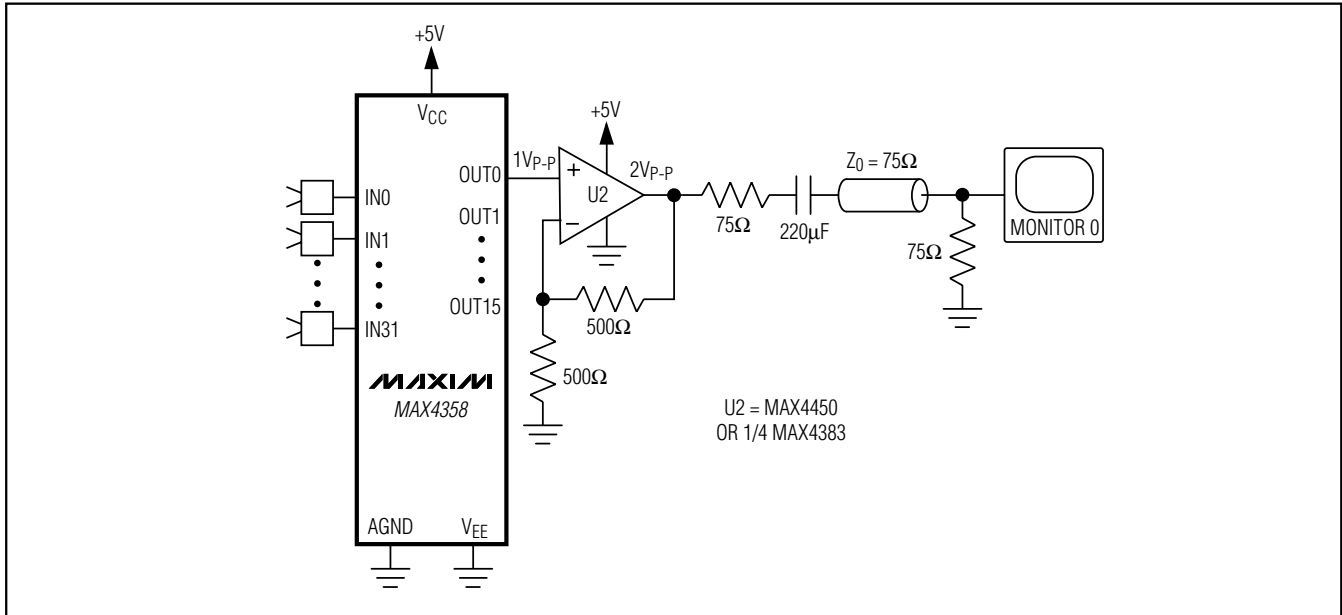 +5V
VCC
+5V
IN0
IN1
IN31
OUT0
OUT1
OUT15
1VP-P
+
−
U2
2VP-P
75Ω
220µF
Z0 = 75Ω
75Ω
MONITOR 0
500Ω
500Ω
MAXIM
MAX4358
U2 = MAX4450
OR 1/4 MAX4383
AGND
VEE